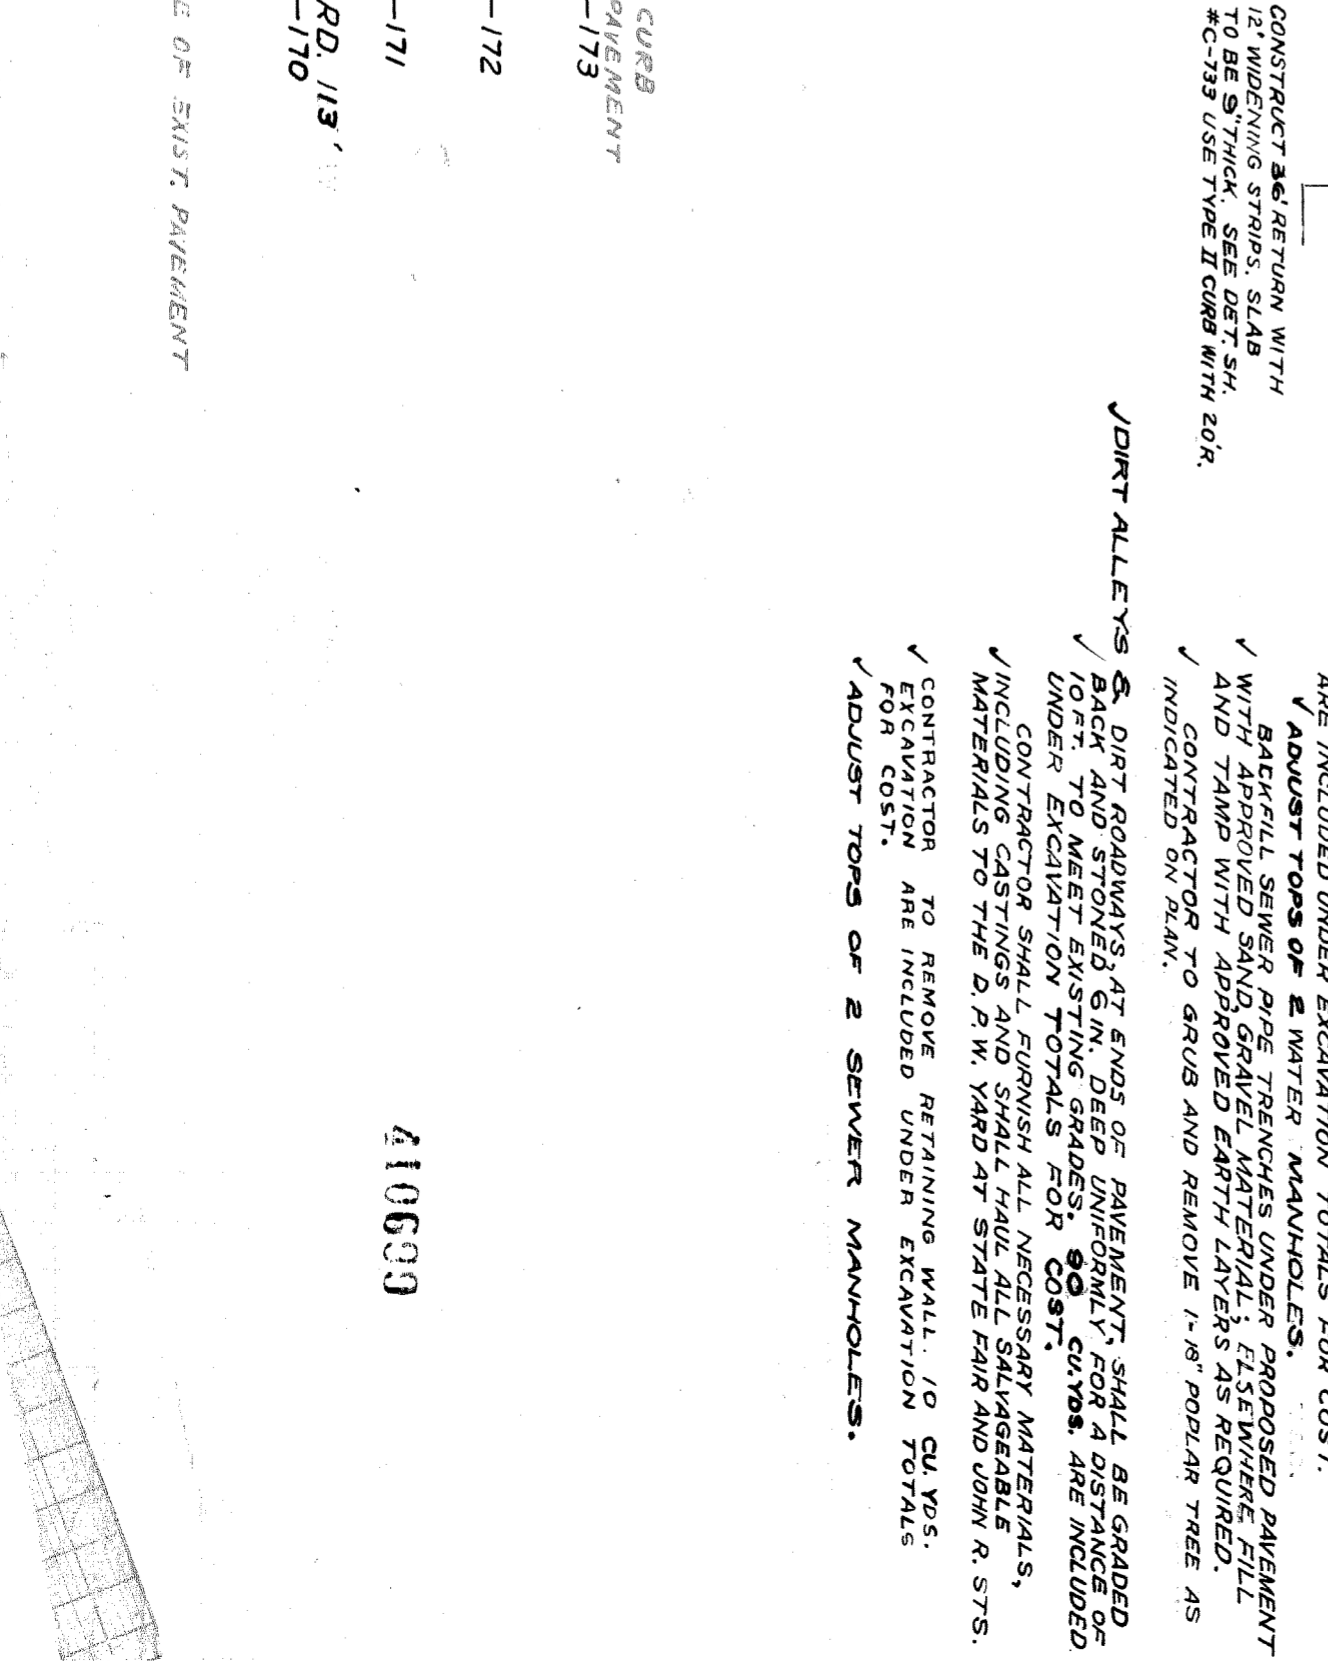 CONSTRUCT 36' RETURN WITH
12' WIDENING STRIPS. SLAB
TO BE 9" THICK. SEE DET. SH.
#C-733 USE TYPE II CURB WITH 20'R.
ARE INCLUDED UNDER EXCAVATION TOTALS FOR COST.
✓ ADJUST TOPS OF 2 WATER MANHOLES.
BACKFILL SEWER PIPE TRENCHES UNDER PROPOSED PAVEMENT
✓ WITH APPROVED SAND, GRAVEL MATERIAL; ELSEWHERE FILL
AND TAMP WITH APPROVED EARTH LAYERS AS REQUIRED.
✓ CONTRACTOR TO GRUB AND REMOVE 1-18" POPLAR TREE AS
INDICATED ON PLAN.
✓ DIRT ALLEYS & DIRT ROADWAYS, AT ENDS OF PAVEMENT, SHALL BE GRADED
✓ BACK AND STONED 6 IN. DEEP UNIFORMLY, FOR A DISTANCE OF
10 FT. TO MEET EXISTING GRADES. 90 CU.YDS. ARE INCLUDED
UNDER EXCAVATION TOTALS FOR COST.
CONTRACTOR SHALL FURNISH ALL NECESSARY MATERIALS,
✓ INCLUDING CASTINGS AND SHALL HAUL ALL SALVAGEABLE
MATERIALS TO THE D.P.W. YARD AT STATE FAIR AND JOHN R. STS.
✓ CONTRACTOR TO REMOVE RETAINING WALL. 10 CU. YDS.
EXCAVATION ARE INCLUDED UNDER EXCAVATION TOTALS
FOR COST.
✓ ADJUST TOPS OF 2 SEWER MANHOLES.
CURB
PAVEMENT
-173
-172
-171
RD. 113'
-170
E OF EXIST. PAVEMENT